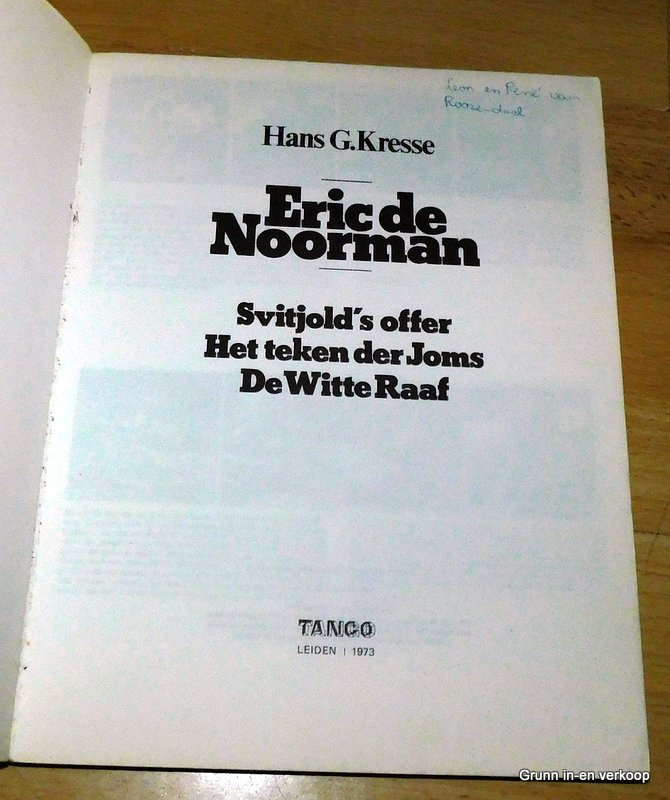 Leon en René van
Roosendaal
Hans G. Kresse
Eric de
Noorman
Svitjold's offer
Het teken der Joms
De Witte Raaf
TANGO
LEIDEN | 1973
Grunn in-en verkoop